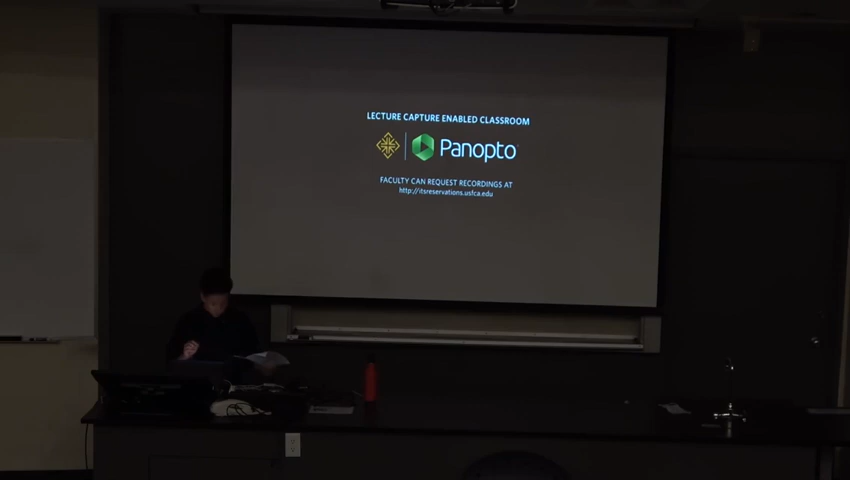 LECTURE CAPTURE ENABLED CLASSROOM
Panopto
FACULTY CAN REQUEST RECORDINGS AT
http://itsreservations.usfca.edu